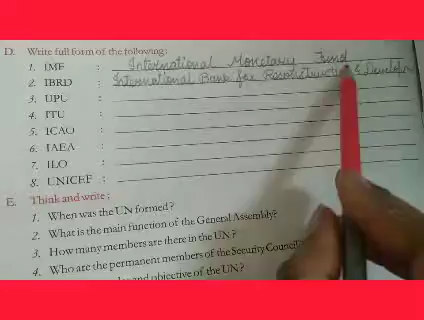 D. Write full form of the following:
1. IMF : International Monetary Fund
2. IBRD : International Bank for Reconstruction & Develop
3. UPU :
4. ITU :
5. ICAO :
6. IAEA :
7. ILO :
8. UNICEF :
E. Think and write :
1. When was the UN formed?
2. What is the main function of the General Assembly?
3. How many members are there in the UN?
4. Who are the permanent members of the Security Council
and objective of the UN?